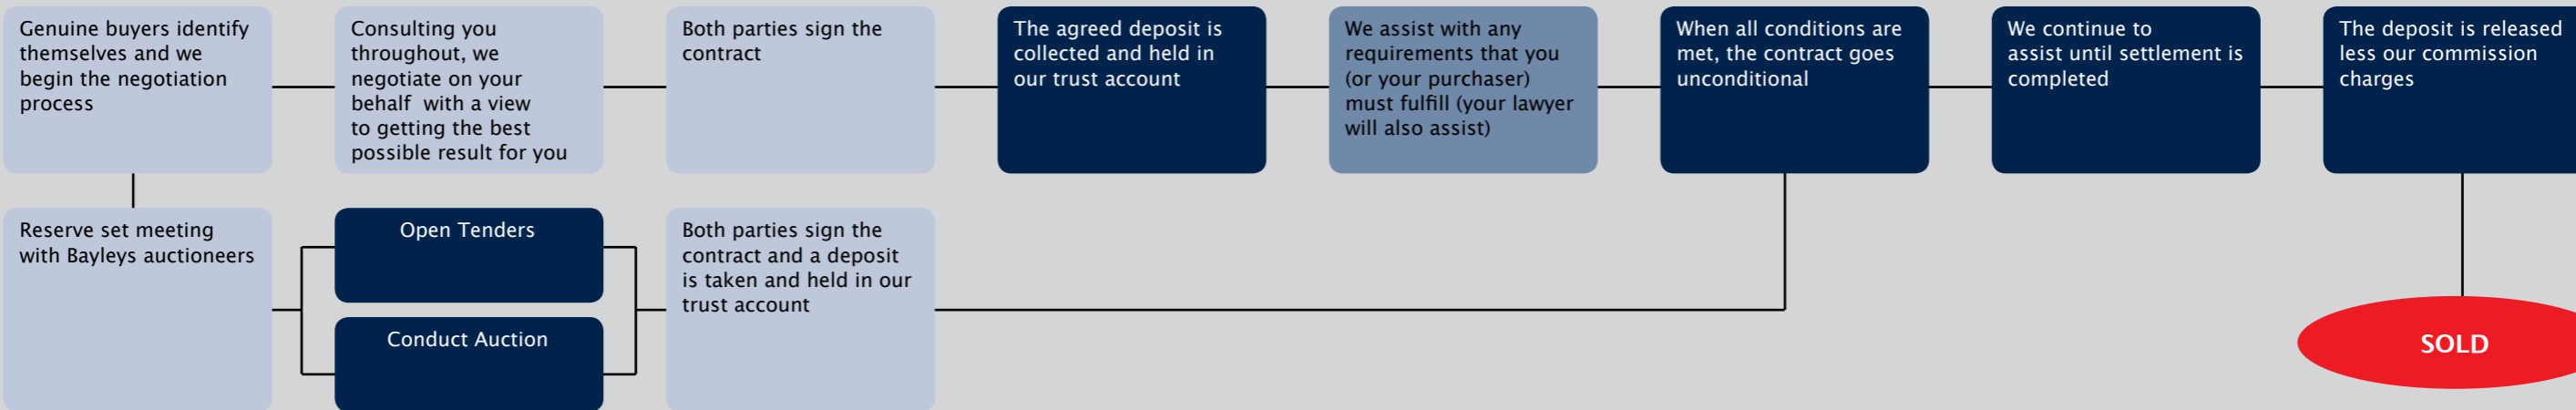 Genuine buyers identify
themselves and we
begin the negotiation
process
Consulting you
throughout, we
negotiate on your
behalf  with a view
to getting the best
possible result for you
Both parties sign the
contract
The agreed deposit is
collected and held in
our trust account
We assist with any
requirements that you
(or your purchaser)
must fulfill (your lawyer
will also assist)
When all conditions are
met, the contract goes
unconditional
We continue to
assist until settlement is
completed
The deposit is released
less our commission
charges
Reserve set meeting
with Bayleys auctioneers
Open Tenders
Conduct Auction
Both parties sign the
contract and a deposit
is taken and held in our
trust account
SOLD